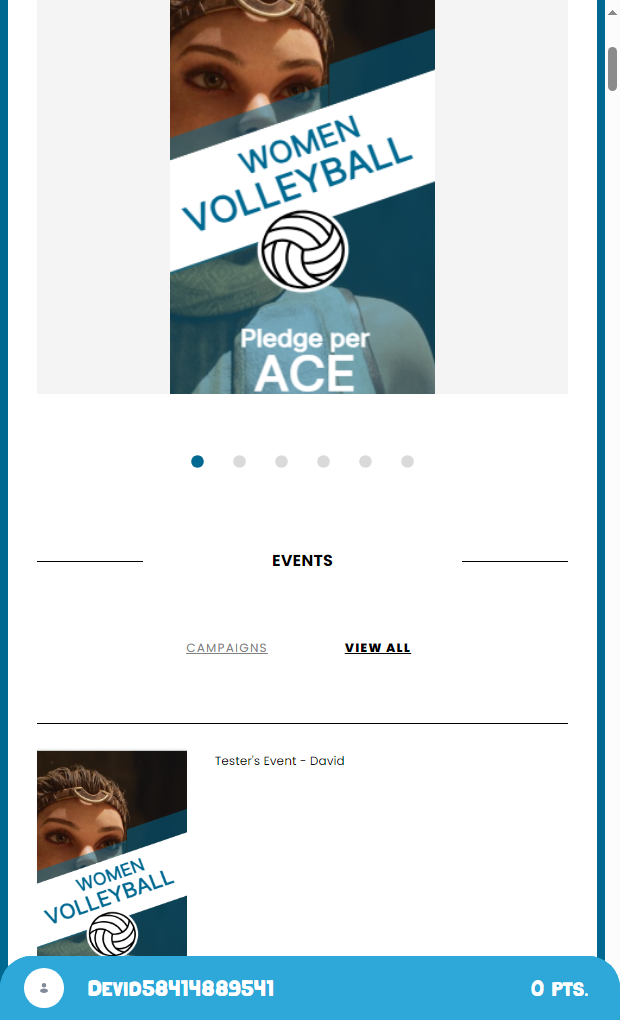 WOMEN
VOLLEYBALL
Pledge per
ACE
EVENTS
CAMPAIGNS
VIEW ALL
Tester's Event - David
WOMEN
VOLLEYBALL
Devid58414889541
0 PTS.